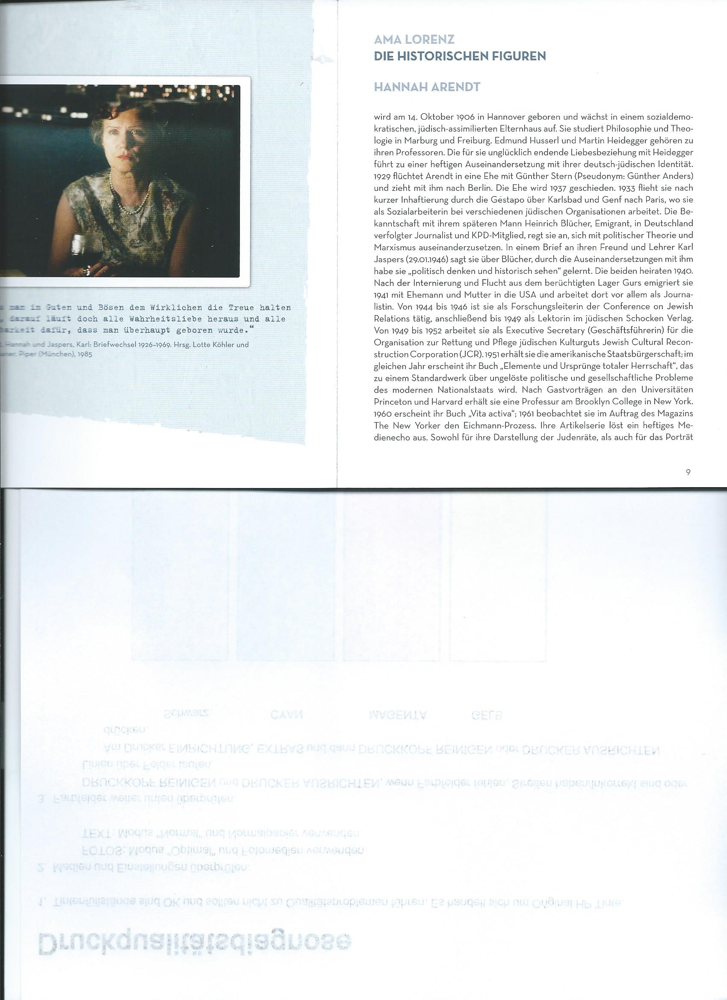 man in Guten und Bösen dem Wirklichen die Treue halten
darauf läuft doch alle Wahrheitsliebe heraus und alle
dafür, dass man überhaupt geboren wurde.“
Hannah und Jaspers, Karl: Briefwechsel 1926–1969. Hrsg. Lotte Köhler und
Piper (München), 1985
AMA LORENZ
DIE HISTORISCHEN FIGUREN
HANNAH ARENDT
wird am 14. Oktober 1906 in Hannover geboren und wächst in einem sozialdemo-
kratischen, jüdisch-assimilierten Elternhaus auf. Sie studiert Philosophie und Theo-
logie in Marburg und Freiburg. Edmund Husserl und Martin Heidegger gehören zu
ihren Professoren. Die für sie unglücklich endende Liebesbeziehung mit Heidegger
führt zu einer heftigen Auseinandersetzung mit ihrer deutsch-jüdischen Identität.
1929 flüchtet Arendt in eine Ehe mit Günther Stern (Pseudonym: Günther Anders)
und zieht mit ihm nach Berlin. Die Ehe wird 1937 geschieden. 1933 flieht sie nach
kurzer Inhaftierung durch die Gestapo über Karlsbad und Genf nach Paris, wo sie
als Sozialarbeiterin bei verschiedenen jüdischen Organisationen arbeitet. Die Be-
kanntschaft mit ihrem späteren Mann Heinrich Blücher, Emigrant, in Deutschland
verfolgter Journalist und KPD-Mitglied, regt sie an, sich mit politischer Theorie und
Marxismus auseinanderzusetzen. In einem Brief an ihren Freund und Lehrer Karl
Jaspers (29.01.1946) sagt sie über Blücher, durch die Auseinandersetzungen mit ihm
habe sie „politisch denken und historisch sehen“ gelernt. Die beiden heiraten 1940.
Nach der Internierung und Flucht aus dem berüchtigten Lager Gurs emigriert sie
1941 mit Ehemann und Mutter in die USA und arbeitet dort vor allem als Journa-
listin. Von 1944 bis 1946 ist sie als Forschungsleiterin der Conference on Jewish
Relations tätig, anschließend bis 1949 als Lektorin im jüdischen Schocken Verlag.
Von 1949 bis 1952 arbeitet sie als Executive Secretary (Geschäftsführerin) für die
Organisation zur Rettung und Pflege jüdischen Kulturguts Jewish Cultural Recon-
struction Corporation (JCR). 1951 erhält sie die amerikanische Staatsbürgerschaft; im
gleichen Jahr erscheint ihr Buch „Elemente und Ursprünge totaler Herrschaft“, das
zu einem Standardwerk über ungelöste politische und gesellschaftliche Probleme
des modernen Nationalstaats wird. Nach Gastvorträgen an den Universitäten
Princeton und Harvard erhält sie eine Professur am Brooklyn College in New York.
1960 erscheint ihr Buch „Vita activa“; 1961 beobachtet sie im Auftrag des Magazins
The New Yorker den Eichmann-Prozess. Ihre Artikelserie löst ein heftiges Me-
dienecho aus. Sowohl für ihre Darstellung der Judenräte, als auch für das Porträt
9
Schwarz CYAN MAGENTA GELB
drücken.
Am Drucker EINRICHTUNG, EXTRAS und dann DRUCKKOPF REINIGEN oder DRUCKER AUSRICHTEN
Linien über Felder laufen.
DRUCKKOPF REINIGEN und DRUCKER AUSRICHTEN, wenn Farbfelder fehlen, Streifen haben/inkorrekt sind oder
3. Farbfelder weiter unten überprüfen.
TEXT: Modus „Normal“ und Normalpapier verwenden.
FOTOS: Modus „Optimal“ und Fotomedien verwenden.
2. Medien und Einstellungen überprüfen:
1. Tintenfüllstände sind OK und sollten nicht zu Qualitätsproblemen führen. Es handelt sich um Original HP Tinte.
Druckqualitätsdiagnose